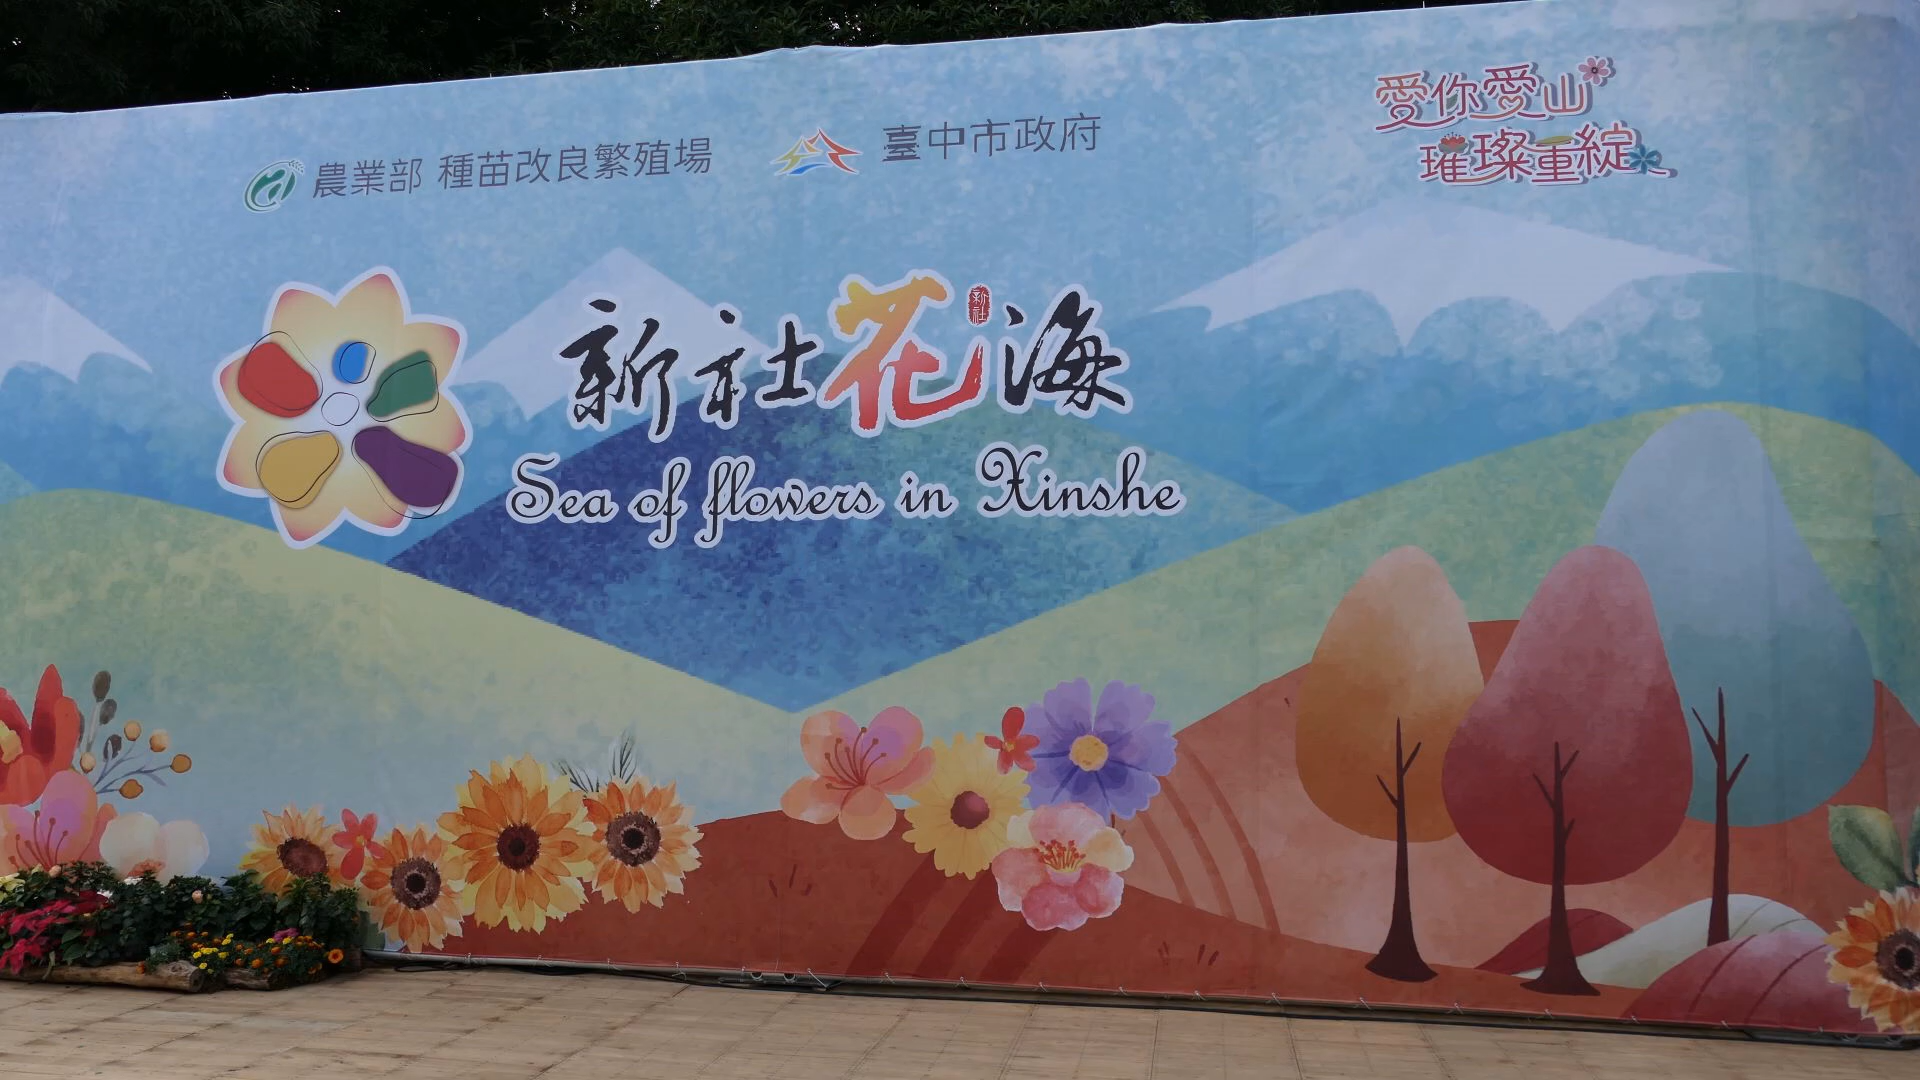 農業部 種苗改良繁殖場 臺中市政府
愛你愛山
璀璨重綻
新社花海
新社
Sea of flowers in Xinshe